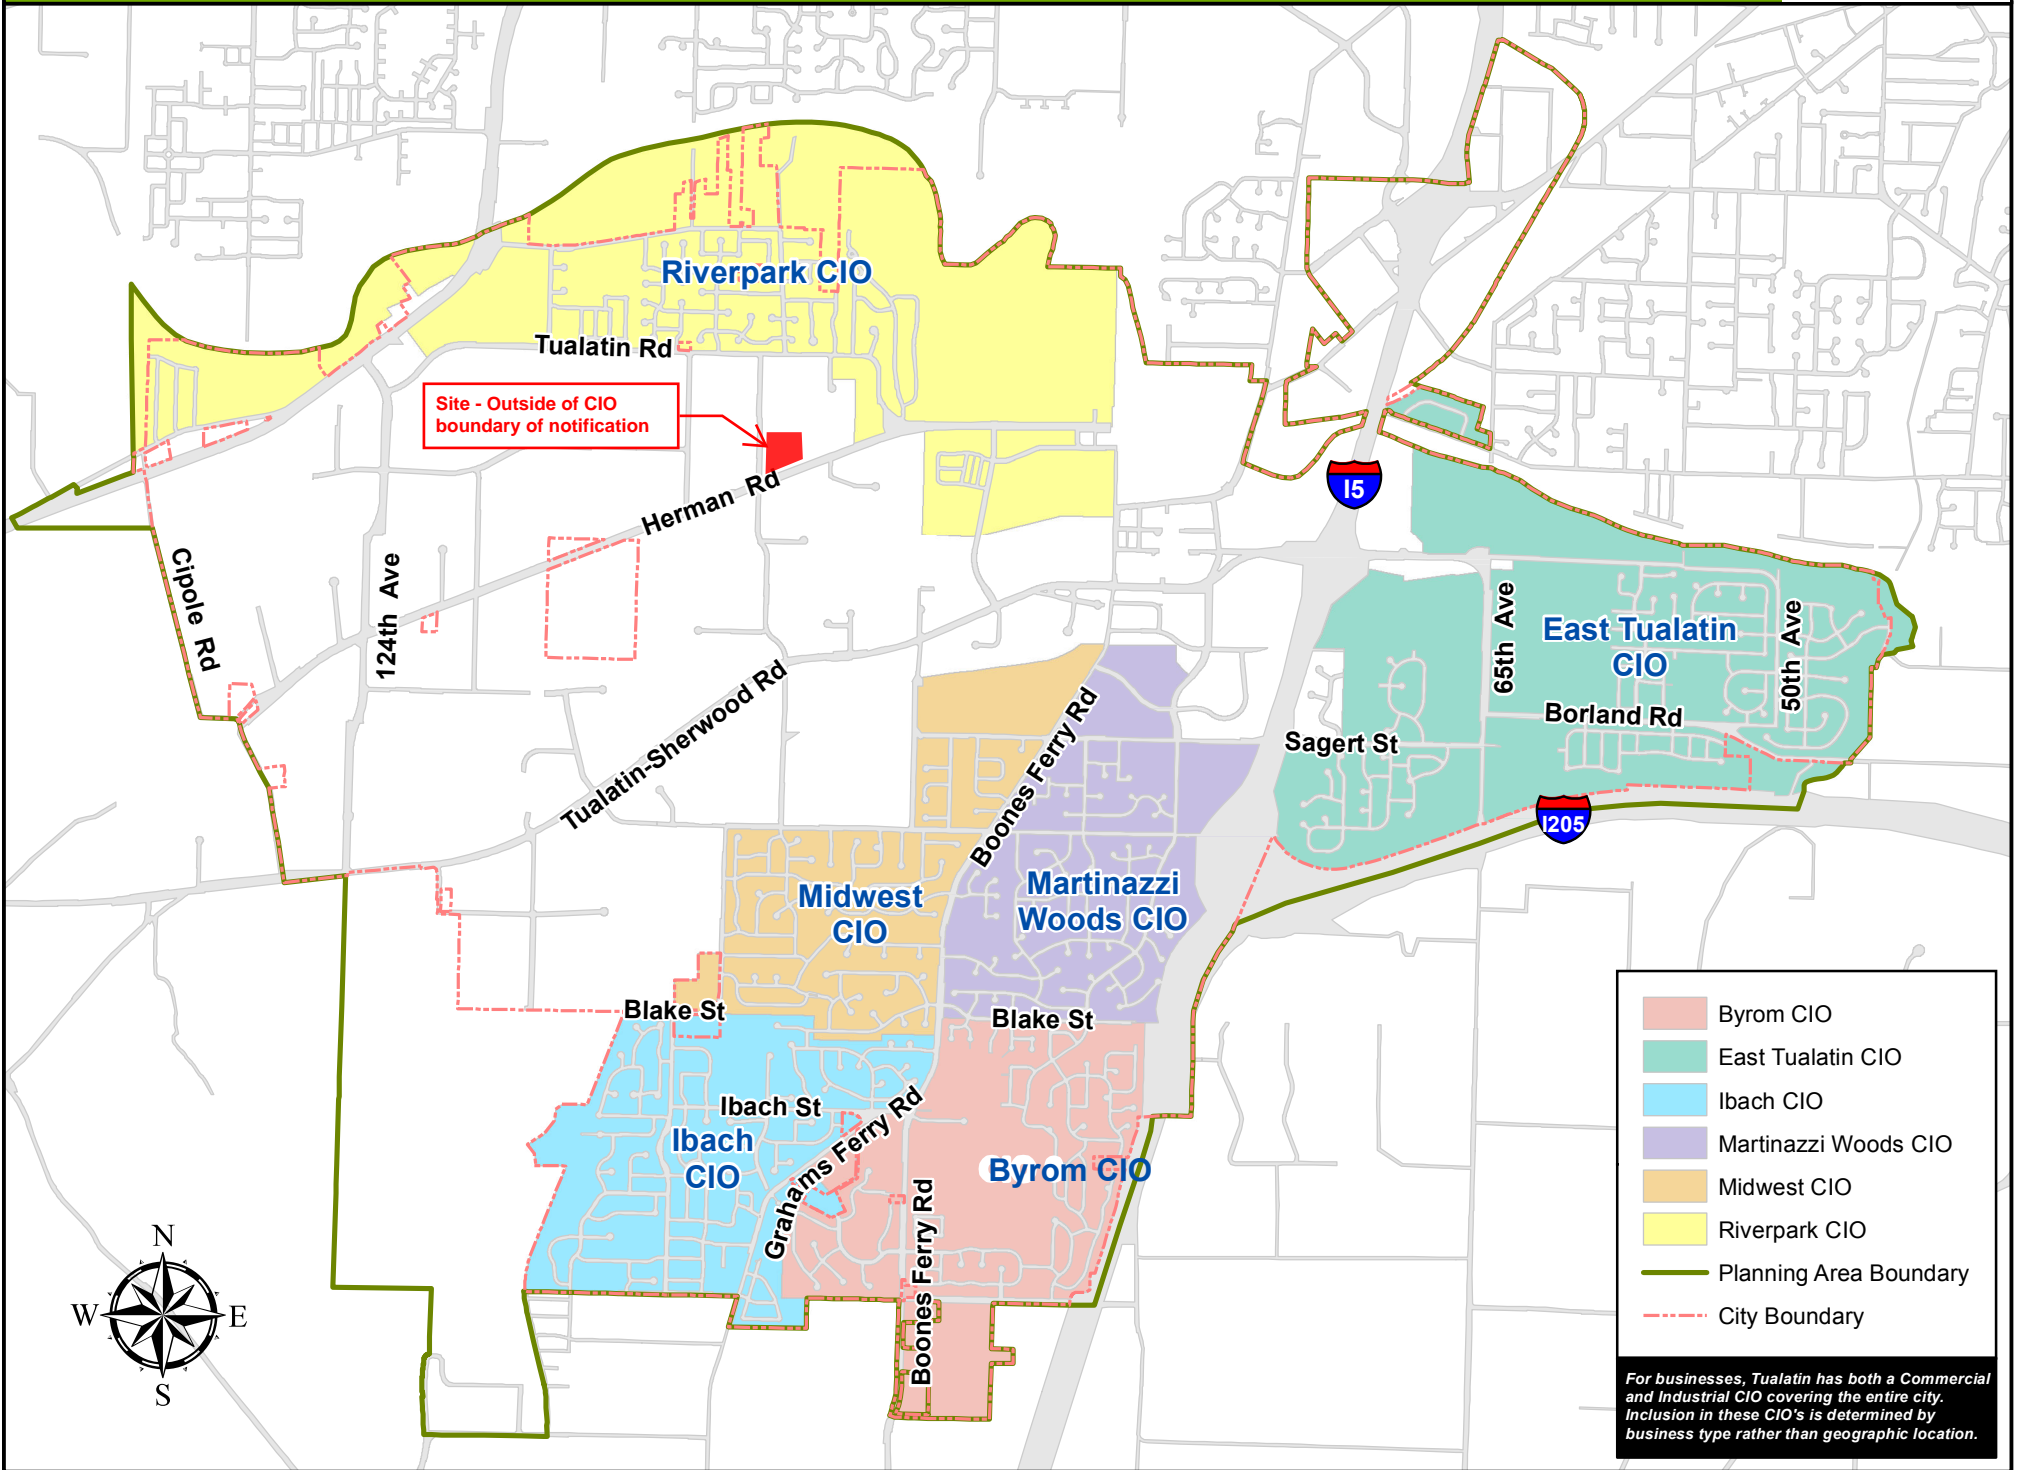 Riverpark CIO
Tualatin Rd
Site - Outside of CIO
boundary of notification
Herman Rd
I5
Cipole Rd
124th Ave
65th Ave
East Tualatin
CIO
50th Ave
Borland Rd
Sagert St
Tualatin-Sherwood Rd
Boones Ferry Rd
I205
Midwest
CIO
Martinazzi
Woods CIO
Blake St
Blake St
Ibach St
Ibach
CIO
Grahams Ferry Rd
Byrom CIO
Boones Ferry Rd
N
W
E
S
Byrom CIO
East Tualatin CIO
Ibach CIO
Martinazzi Woods CIO
Midwest CIO
Riverpark CIO
Planning Area Boundary
City Boundary
For businesses, Tualatin has both a Commercial
and Industrial CIO covering the entire city.
Inclusion in these CIO's is determined by
business type rather than geographic location.